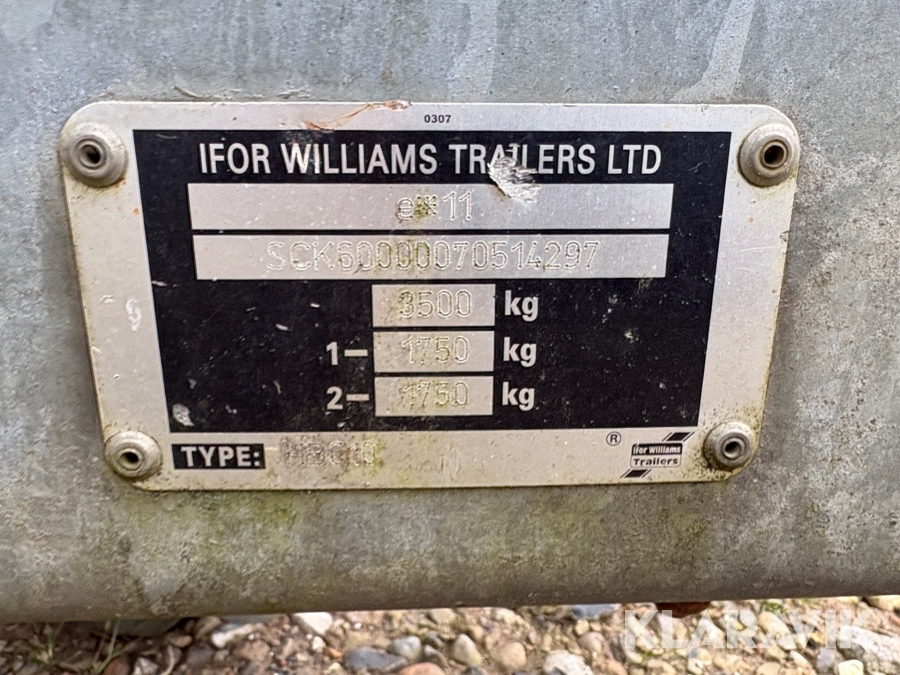 0307
IFOR WILLIAMS TRAILERS LTD
e**11
SCK60000070514297
3500 kg
1– 1750 kg
2– 1750 kg
TYPE:
®
Ifor Williams
Trailers
KLARAVIK